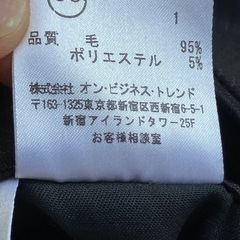 1
品質 毛 95%
ポリエステル 5%
株式会社 オン・ビジネス・トレンド
〒163-1325東京都新宿区西新宿6-5-1
新宿アイランドタワー25F
お客様相談室